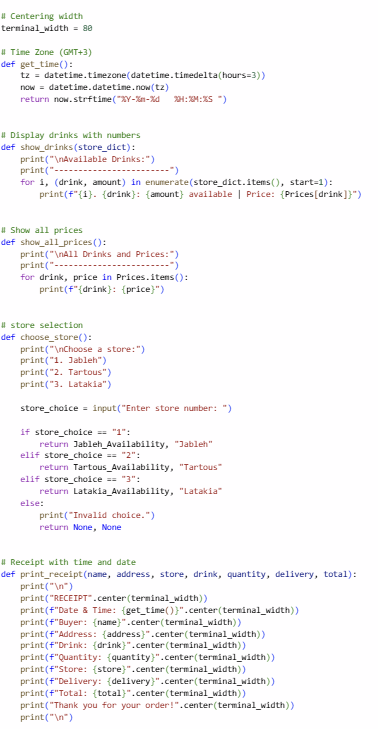 # Centering width
terminal_width = 80

# Time Zone (GMT+3)
def get_time():
    tz = datetime.timezone(datetime.timedelta(hours=3))
    now = datetime.datetime.now(tz)
    return now.strftime("%Y-%m-%d   %H:%M:%S ")

# Display drinks with numbers
def show_drinks(store_dict):
    print("\nAvailable Drinks:")
    print("------------------------")
    for i, (drink, amount) in enumerate(store_dict.items(), start=1):
        print(f"{i}. {drink}: {amount} available | Price: {Prices[drink]}")

# Show all prices
def show_all_prices():
    print("\nAll Drinks and Prices:")
    print("-------------------------")
    for drink, price in Prices.items():
        print(f"{drink}: {price}")

# store selection
def choose_store():
    print("\nChoose a store:")
    print("1. Jableh")
    print("2. Tartous")
    print("3. Latakia")

    store_choice = input("Enter store number: ")

    if store_choice == "1":
        return Jableh_Availability, "Jableh"
    elif store_choice == "2":
        return Tartous_Availability, "Tartous"
    elif store_choice == "3":
        return Latakia_Availability, "Latakia"
    else:
        print("Invalid choice.")
        return None, None

# Receipt with time and date
def print_receipt(name, address, store, drink, quantity, delivery, total):
    print("\n")
    print("RECEIPT".center(terminal_width))
    print(f"Date & Time: {get_time()}".center(terminal_width))
    print(f"Buyer: {name}".center(terminal_width))
    print(f"Address: {address}".center(terminal_width))
    print(f"Drink: {drink}".center(terminal_width))
    print(f"Quantity: {quantity}".center(terminal_width))
    print(f"Store: {store}".center(terminal_width))
    print(f"Delivery: {delivery}".center(terminal_width))
    print(f"Total: {total}".center(terminal_width))
    print("Thank you for your order!".center(terminal_width))
    print("\n")